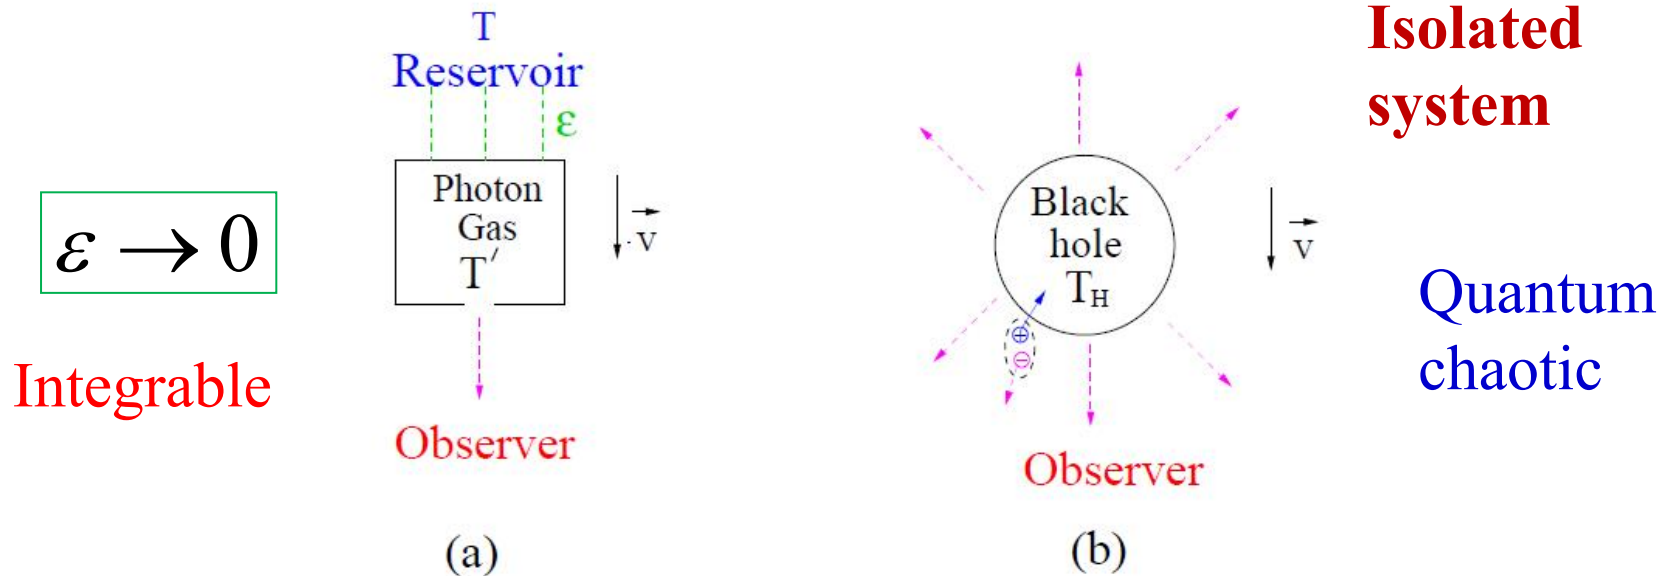 T
Reservoir
ε
Photon
Gas
T′
v
ε → 0
Integrable
Observer
(a)
Isolated
system
Black
hole
T_H
⊕
⊖
v
Quantum
chaotic
Observer
(b)